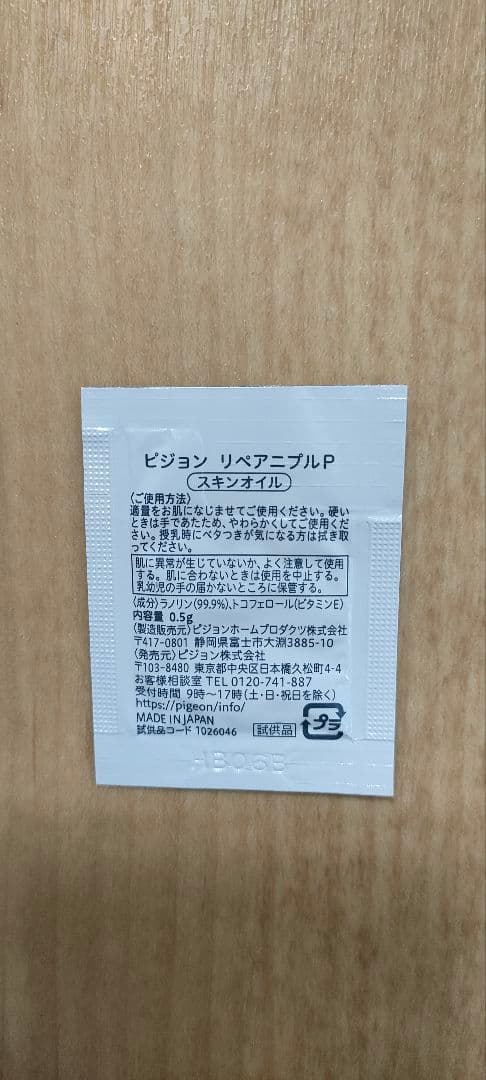 ピジョン リペアニプルP
スキンオイル
〈ご使用方法〉
適量をお肌になじませてご使用ください。硬い
ときは手であたため、やわらかくしてご使用くだ
さい。授乳時にベタつきが気になる方は拭き取
ってください。
肌に異常が生じていないか、よく注意して使用
する。肌に合わないときは使用を中止する。
乳幼児の手の届かないところに保管する。
〈成分〉ラノリン(99.9%)、トコフェロール(ビタミンE)
内容量 0.5g
〈製造販売元〉ピジョンホームプロダクツ株式会社
〒417-0801 静岡県富士市大淵3885-10
〈発売元〉ピジョン株式会社
〒103-8480 東京都中央区日本橋久松町4-4
お客様相談室 TEL 0120-741-887
受付時間 9時~17時(土・日・祝日を除く)
https://pigeon/info/
MADE IN JAPAN
試供品コード 1026046
試供品
プラ